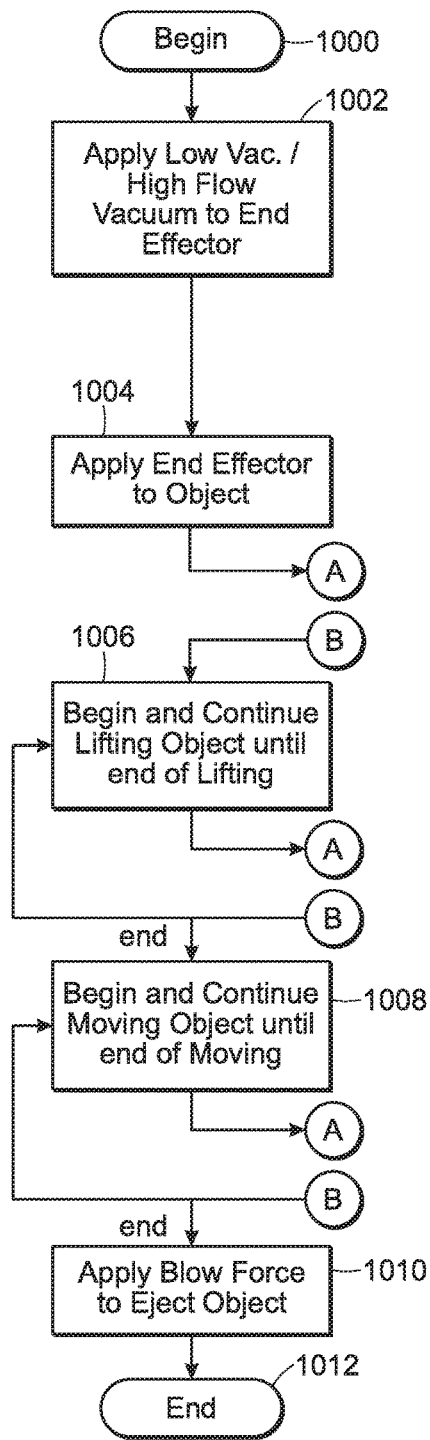 Begin
1000
1002
Apply Low Vac. /
High Flow
Vacuum to End
Effector
1004
Apply End Effector
to Object
A
B
1006
Begin and Continue
Lifting Object until
end of Lifting
A
B
end
Begin and Continue
Moving Object until
end of Moving
1008
A
B
end
Apply Blow Force
to Eject Object
1010
1012
End